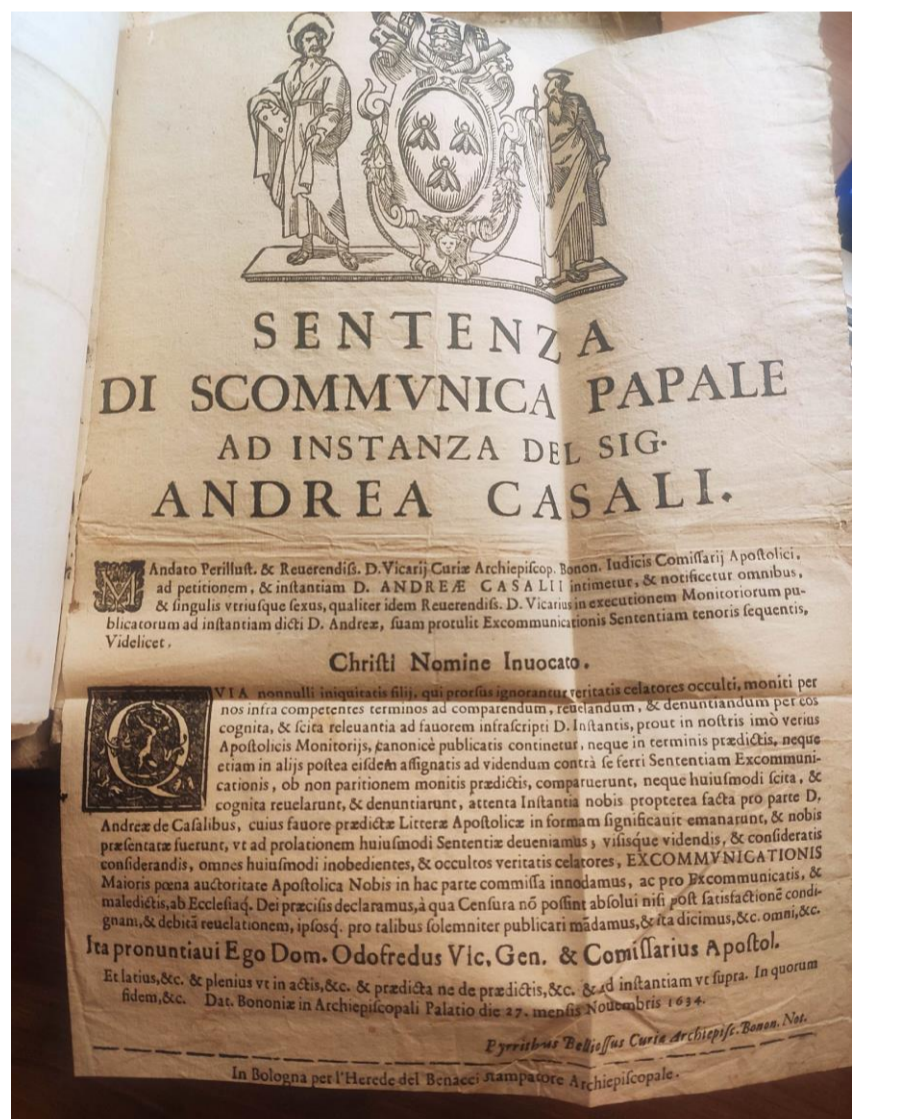 SENTENZA
DI SCOMMVNICA PAPALE
AD INSTANZA DEL SIG.
ANDREA CASALI.
MAndato Perillust. & Reuerendiſs. D. Vicarij Curiæ Archiepiſcop. Bonon. Iudicis Comiſſarij Apoſtolici,
ad petitionem, & inſtantiam D. ANDREÆ CASALII intimetur, & notificetur omnibus,
& ſingulis vtriuſque ſexus, qualiter idem Reuerendiſs. D. Vicarius in executionem Monitoriorum pu-
blicatorum ad inſtantiam dicti D. Andreæ, ſuam protulit Excommunicationis Sententiam tenoris ſequentis,
Videlicet.
Chriſti Nomine Inuocato.
QVIA nonnulli iniquitatis filij, qui prorſus ignorantur veritatis celatores occulti, moniti per
nos infra competentes terminos ad comparendum, reuelandum, & denuntiandum per eos
cognita, & ſcita releuantia ad fauorem infraſcripti D. Inſtantis, prout in noſtris imò verius
Apoſtolicis Monitorijs, canonicè publicatis continetur, neque in terminis prædictis, neque
etiam in alijs poſtea eiſdem aſſignatis ad videndum contrà ſe ferri Sententiam Excommuni-
cationis, ob non paritionem monitis prædictis, comparuerunt, neque huiuſmodi ſcita, &
cognita reuelarunt, & denuntiarunt, attenta Inſtantia nobis propterea facta pro parte D.
Andreæ de Caſalibus, cuius fauore prædictæ Litteræ Apoſtolicæ in formam ſignificauit emanarunt, & nobis
præſentatæ fuerunt, vt ad prolationem huiuſmodi Sententiæ deueniamus, viſiſque videndis, & conſideratis
conſiderandis, omnes huiuſmodi inobedientes, & occultos veritatis celatores, EXCOMMVNICATIONIS
Maioris pœna auctoritate Apoſtolica Nobis in hac parte commiſſa innodamus, ac pro Excommunicatis, &
maledictis, ab Eccleſiaq. Dei præciſis declaramus, à qua Cenſura nō poſſint abſolui niſi poſt ſatisfactionē condi-
gnam, & debitā reuelationem, ipſosq. pro talibus ſolemniter publicari mādamus, & ita dicimus, &c. omni, &c.
Ita pronuntiaui Ego Dom. Odofredus Vic, Gen. & Comiſſarius Apoſtol.
Et latius, &c. & plenius vt in actis, &c. & prædicta ne de prædictis, &c. & ad inſtantiam vt ſupra. In quorum
fidem, &c. Dat. Bononiæ in Archiepiſcopali Palatio die 27. menſis Nouembris 1634.
Pyrrithus Bellioſſus Curiæ Archiepiſc. Bonon. Not.
In Bologna per l'Herede del Benacci ſtampatore Archiepiſcopale.